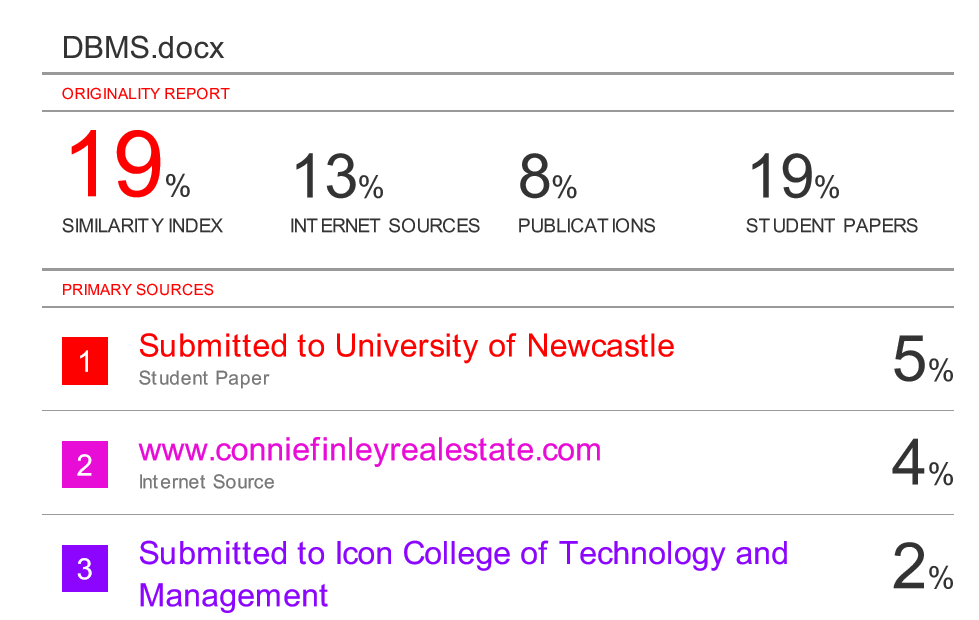 DBMS.docx
ORIGINALITY REPORT
19% 13% 8% 19%
SIMILARITY INDEX INTERNET SOURCES PUBLICATIONS STUDENT PAPERS
PRIMARY SOURCES
1 Submitted to University of Newcastle 5%
Student Paper
2 www.conniefinleyrealestate.com 4%
Internet Source
3 Submitted to Icon College of Technology and 2%
Management